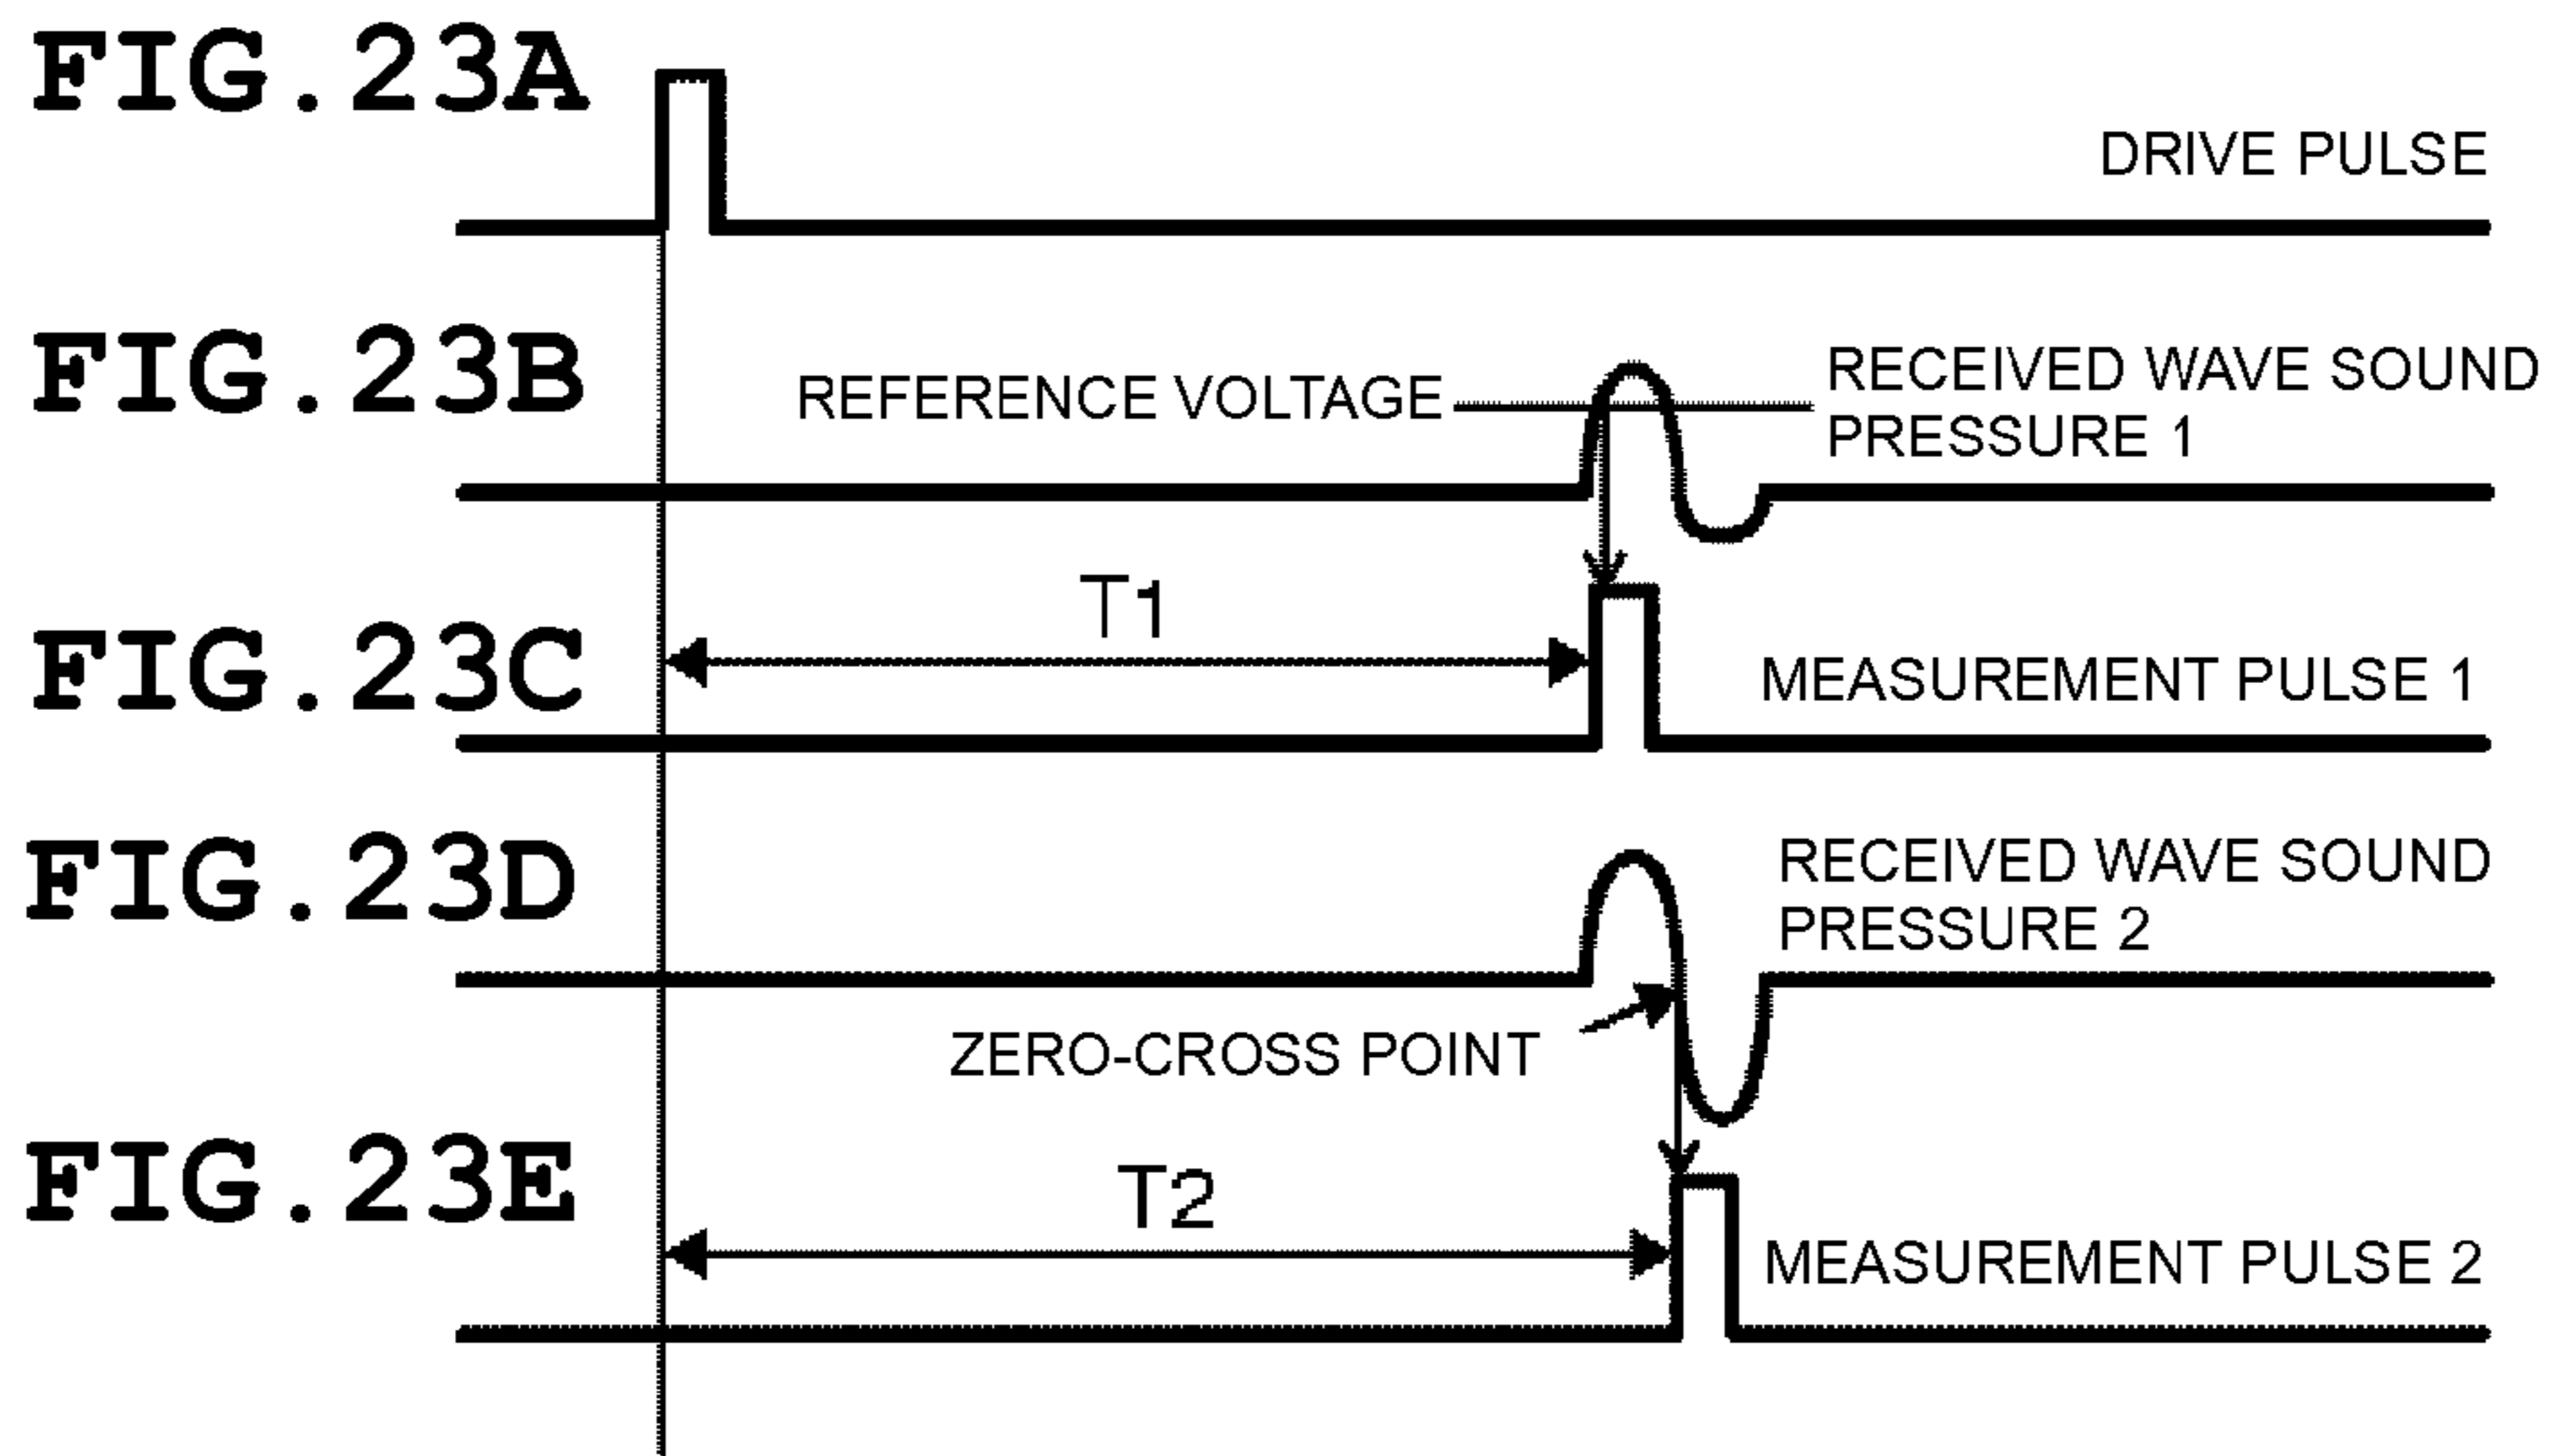 FIG.23A
DRIVE PULSE
FIG.23B
REFERENCE VOLTAGE
RECEIVED WAVE SOUND
PRESSURE 1
T1
FIG.23C
MEASUREMENT PULSE 1
FIG.23D
RECEIVED WAVE SOUND
PRESSURE 2
ZERO-CROSS POINT
FIG.23E
T2
MEASUREMENT PULSE 2